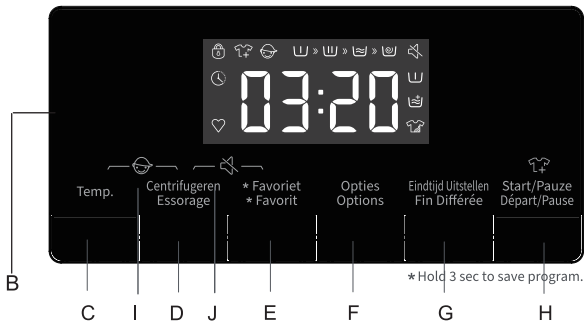 03:20
Temp.
Centrifugeren
Essorage
* Favoriet
* Favorit
Opties
Options
Eindtijd Uitstellen
Fin Différée
Start/Pauze
Départ/Pause
* Hold 3 sec to save program.
B
C I D J E F G H